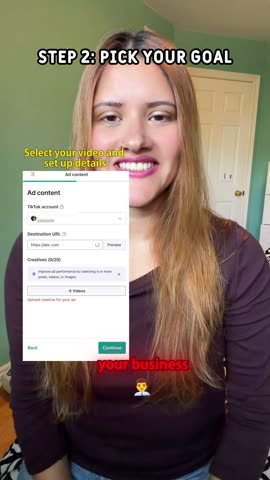 STEP 2: PICK YOUR GOAL
Select your video and
set up details
Ad content
Ad content
TikTok account
Destination URL
https://abc.com
Preview
Creatives (0/20)
Improve ad performance by selecting 5 or more
posts, videos, or images.
+ Videos
Upload creative for your ad
Back
Continue
your business